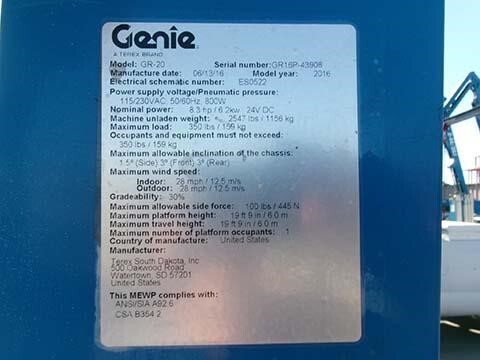 Genie
A TEREX BRAND
Model: GR-20 Serial number: GR16P-43908
Manufacture date: 06/13/16 Model year: 2016
Electrical schematic number: ES0522
Power supply voltage/Pneumatic pressure:
115/230VAC, 50/60Hz, 800W
Nominal power: 8.3 hp / 6.2kw, 24V DC
Machine unladen weight: 2547 lbs / 1156 kg
Maximum load: 350 lbs / 159 kg
Occupants and equipment must not exceed:
350 lbs / 159 kg
Maximum allowable inclination of the chassis:
1.5° (Side) 3° (Front) 3° (Rear)
Maximum wind speed:
Indoor: 28 mph / 12.5 m/s
Outdoor: 28 mph / 12.5 m/s
Gradeability: 30%
Maximum allowable side force: 100 lbs / 445 N
Maximum platform height: 19 ft 9 in / 6.0 m
Maximum travel height: 19 ft 9 in / 6.0 m
Maximum number of platform occupants: 1
Country of manufacture: United States
Manufacturer:
Terex South Dakota, Inc
500 Oakwood Road
Watertown, SD 57201
United States
This MEWP complies with:
ANSI/SIA A92.6
CSA B354.2